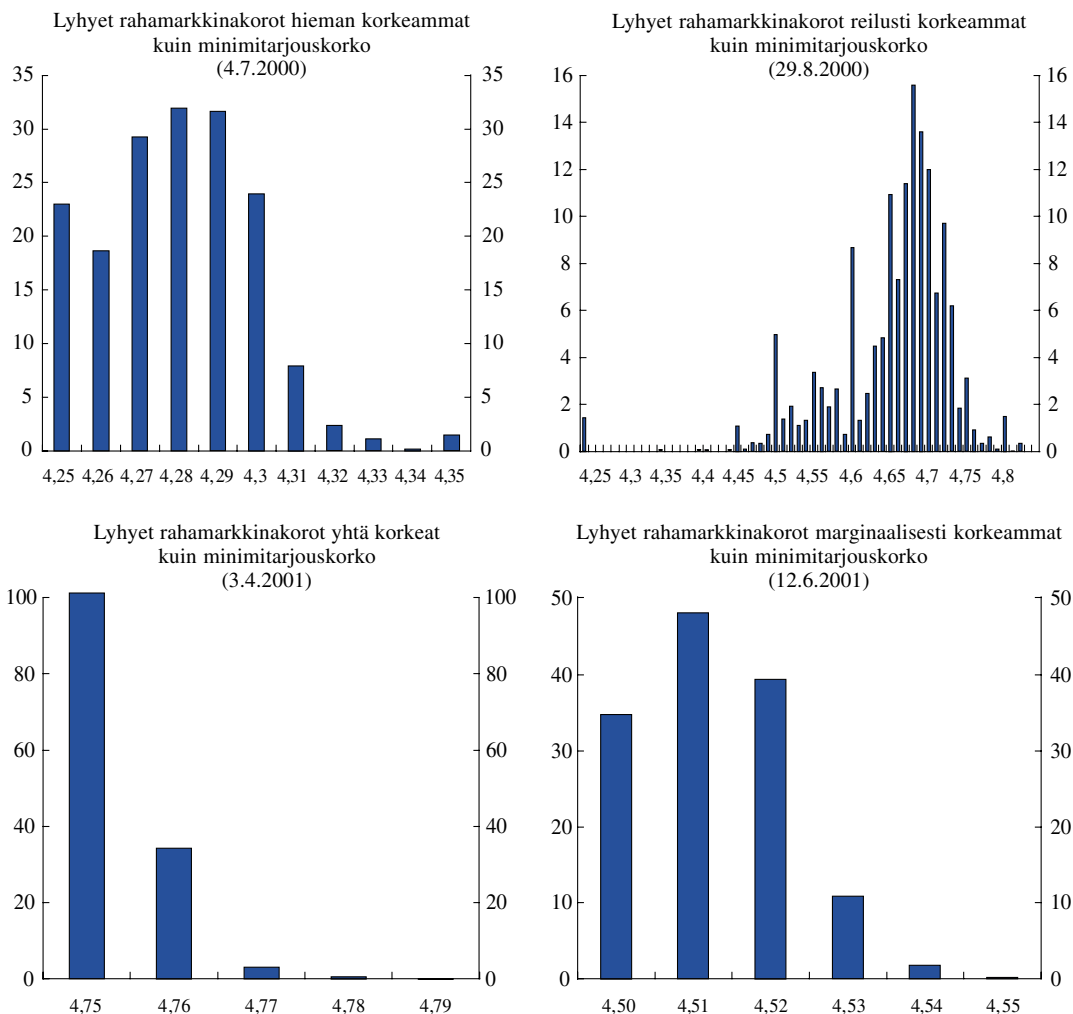 Lyhyet rahamarkkinakorot hieman korkeammat
kuin minimitarjouskorko
(4.7.2000)
35 35
30 30
25 25
20 20
15 15
10 10
5 5
0 0
4,25 4,26 4,27 4,28 4,29 4,3 4,31 4,32 4,33 4,34 4,35
Lyhyet rahamarkkinakorot reilusti korkeammat
kuin minimitarjouskorko
(29.8.2000)
16 16
14 14
12 12
10 10
8 8
6 6
4 4
2 2
0 0
4,25 4,3 4,35 4,4 4,45 4,5 4,55 4,6 4,65 4,7 4,75 4,8
Lyhyet rahamarkkinakorot yhtä korkeat
kuin minimitarjouskorko
(3.4.2001)
100 100
80 80
60 60
40 40
20 20
0 0
4,75 4,76 4,77 4,78 4,79
Lyhyet rahamarkkinakorot marginaalisesti korkeammat
kuin minimitarjouskorko
(12.6.2001)
50 50
40 40
30 30
20 20
10 10
0 0
4,50 4,51 4,52 4,53 4,54 4,55